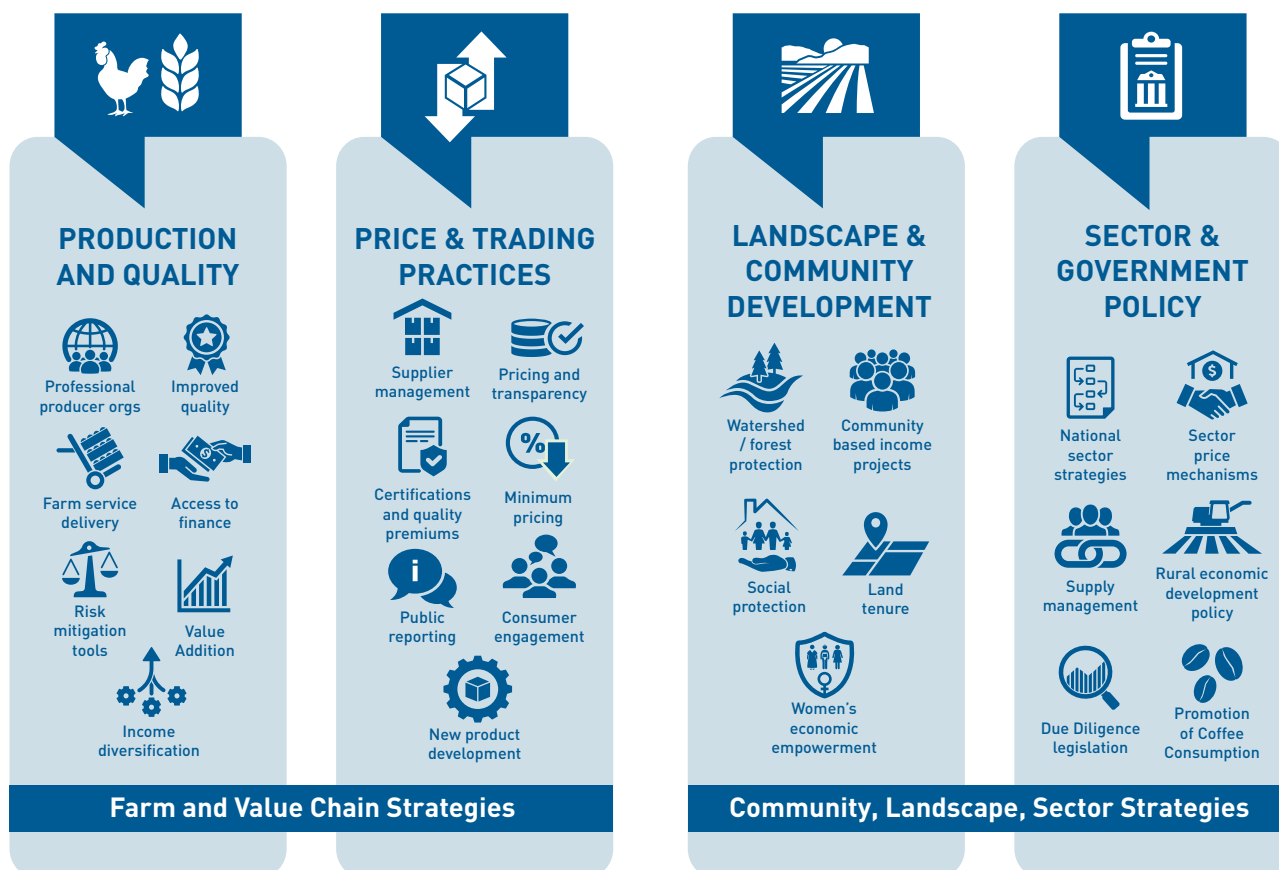 PRODUCTION
AND QUALITY
Professional
producer orgs
Improved
quality
Farm service
delivery
Access to
finance
Risk
mitigation
tools
Value
Addition
Income
diversification
PRICE & TRADING
PRACTICES
Supplier
management
Pricing and
transparency
Certifications
and quality
premiums
%
Minimum
pricing
i
Public
reporting
Consumer
engagement
New product
development
Farm and Value Chain Strategies
LANDSCAPE &
COMMUNITY
DEVELOPMENT
Watershed
/ forest
protection
Community
based income
projects
Social
protection
Land
tenure
Women's
economic
empowerment
SECTOR &
GOVERNMENT
POLICY
National
sector
strategies
$
Sector
price
mechanisms
Supply
management
Rural economic
development
policy
Due Diligence
legislation
Promotion
of Coffee
Consumption
Community, Landscape, Sector Strategies